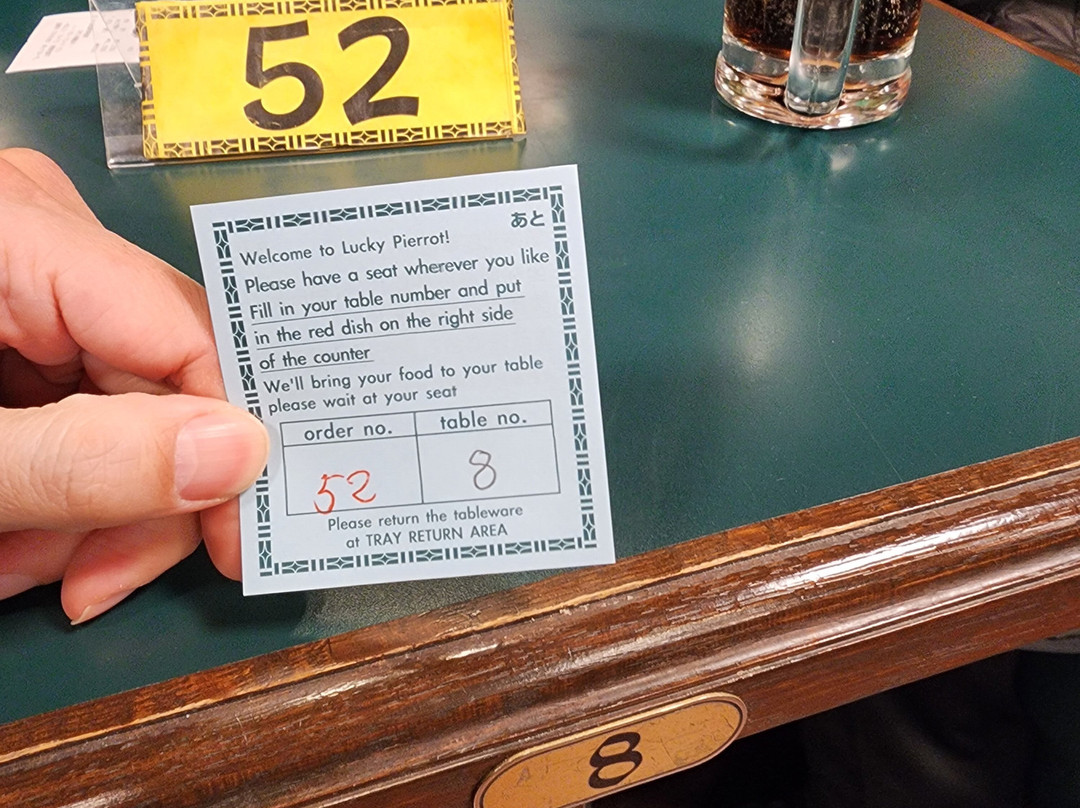 52
あと
Welcome to Lucky Pierrot!
Please have a seat wherever you like
Fill in your table number and put
in the red dish on the right side
of the counter
We'll bring your food to your table
please wait at your seat
order no. table no.
52 8
Please return the tableware
at TRAY RETURN AREA
8